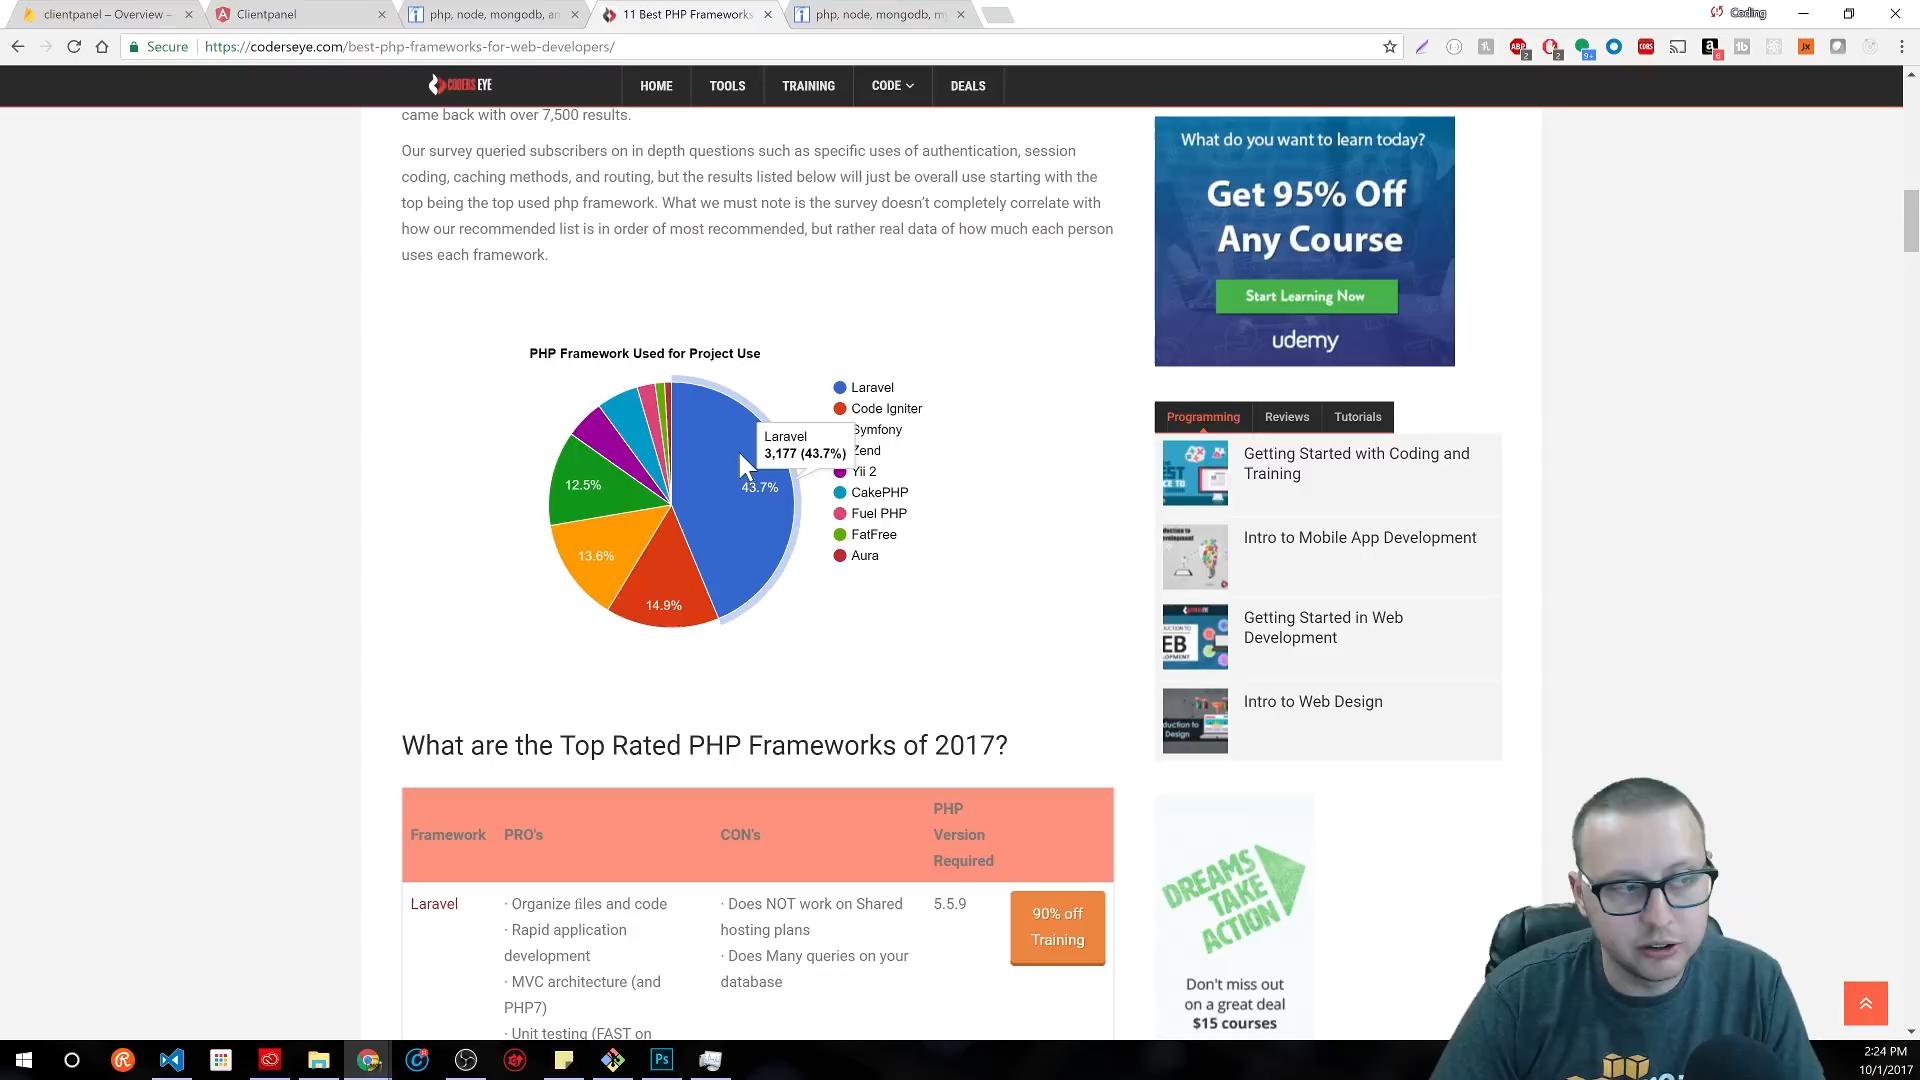 clientpanel – Overview –
Clientpanel
php, node, mongodb, an
11 Best PHP Frameworks
php, node, mongodb, my
Coding
Secure
https://coderseye.com/best-php-frameworks-for-web-developers/
CODERS EYE
HOME
TOOLS
TRAINING
CODE
DEALS
came back with over 7,500 results.
Our survey queried subscribers on in depth questions such as specific uses of authentication, session
coding, caching methods, and routing, but the results listed below will just be overall use starting with the
top being the top used php framework. What we must note is the survey doesn't completely correlate with
how our recommended list is in order of most recommended, but rather real data of how much each person
uses each framework.
PHP Framework Used for Project Use
Laravel
Code Igniter
Symfony
Zend
Yii 2
CakePHP
Fuel PHP
FatFree
Aura
Laravel
3,177 (43.7%)
43.7%
12.5%
13.6%
14.9%
What are the Top Rated PHP Frameworks of 2017?
Framework
PRO's
CON's
PHP
Version
Required
Laravel
· Organize files and code
· Rapid application
development
· MVC architecture (and
PHP7)
· Unit testing (FAST on
· Does NOT work on Shared
hosting plans
· Does Many queries on your
database
5.5.9
90% off
Training
What do you want to learn today?
Get 95% Off
Any Course
Start Learning Now
udemy
Programming
Reviews
Tutorials
Getting Started with Coding and
Training
Intro to Mobile App Development
Getting Started in Web
Development
Intro to Web Design
DREAMS
TAKE
ACTION
Don't miss out
on a great deal
$15 courses
2:24 PM
10/1/2017